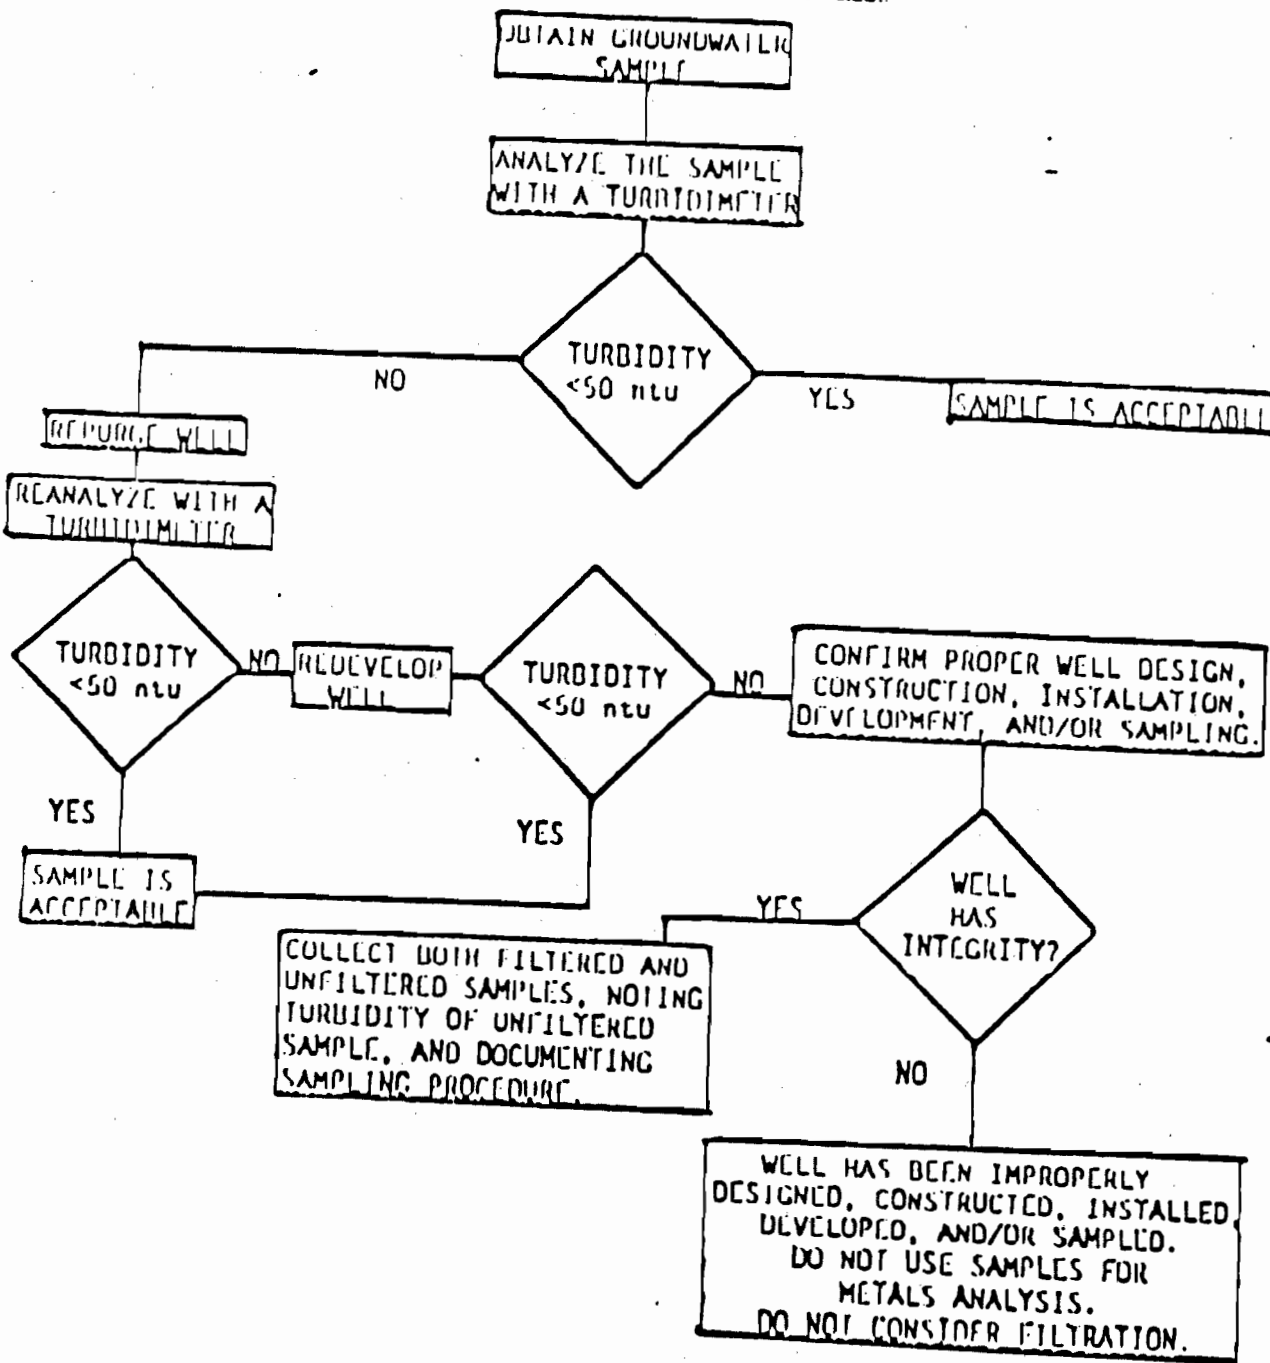 OBTAIN GROUNDWATER
SAMPLE
ANALYZE THE SAMPLE
WITH A TURBIDIMETER
TURBIDITY
<50 ntu
NO
YES
SAMPLE IS ACCEPTABLE
REPURGE WELL
REANALYZE WITH A
TURBIDIMETER
TURBIDITY
<50 ntu
NO
REDEVELOP
WELL
TURBIDITY
<50 ntu
NO
CONFIRM PROPER WELL DESIGN,
CONSTRUCTION, INSTALLATION,
DEVELOPMENT, AND/OR SAMPLING.
YES
YES
SAMPLE IS
ACCEPTABLE
WELL
HAS
INTEGRITY?
YES
COLLECT BOTH FILTERED AND
UNFILTERED SAMPLES, NOTING
TURBIDITY OF UNFILTERED
SAMPLE, AND DOCUMENTING
SAMPLING PROCEDURE.
NO
WELL HAS BEEN IMPROPERLY
DESIGNED, CONSTRUCTED, INSTALLED,
DEVELOPED, AND/OR SAMPLED.
DO NOT USE SAMPLES FOR
METALS ANALYSIS.
DO NOT CONSIDER FILTRATION.